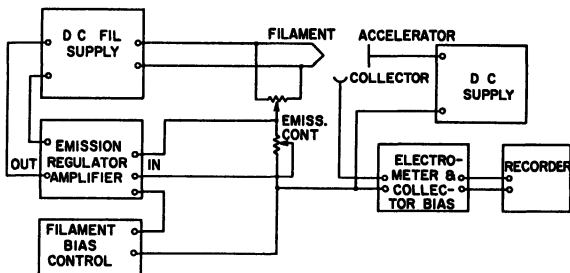 D C FIL
SUPPLY
FILAMENT
ACCELERATOR
COLLECTOR
D C
SUPPLY
EMISS.
CONT
EMISSION
REGULATOR
AMPLIFIER
OUT
IN
ELECTRO-
METER &
COLLEC-
TOR BIAS
RECORDER
FILAMENT
BIAS
CONTROL